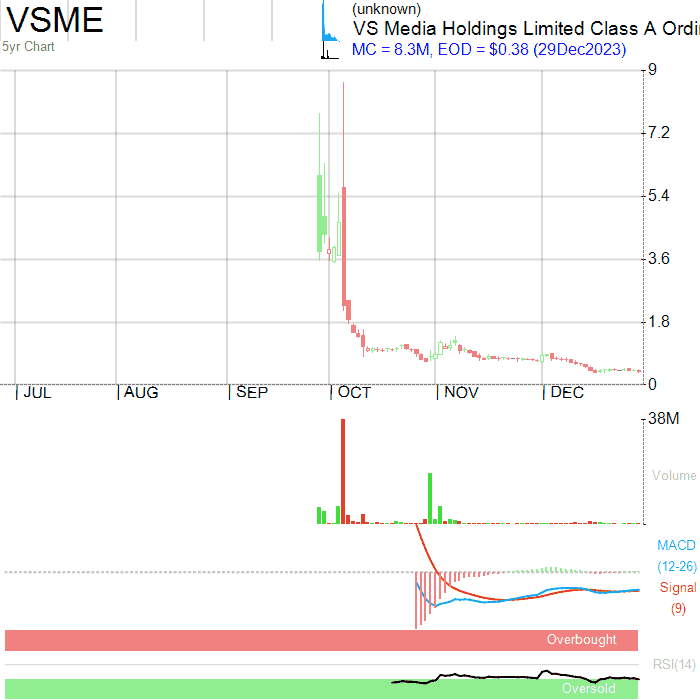 VSME
(unknown)
VS Media Holdings Limited Class A Ordi
5yr Chart
MC = 8.3M, EOD = $0.38 (29Dec2023)
9
7.2
5.4
3.6
1.8
0
JUL AUG SEP OCT NOV DEC
38M
Volume
MACD
(12-26)
Signal
(9)
Overbought
RSI(14)
Oversold